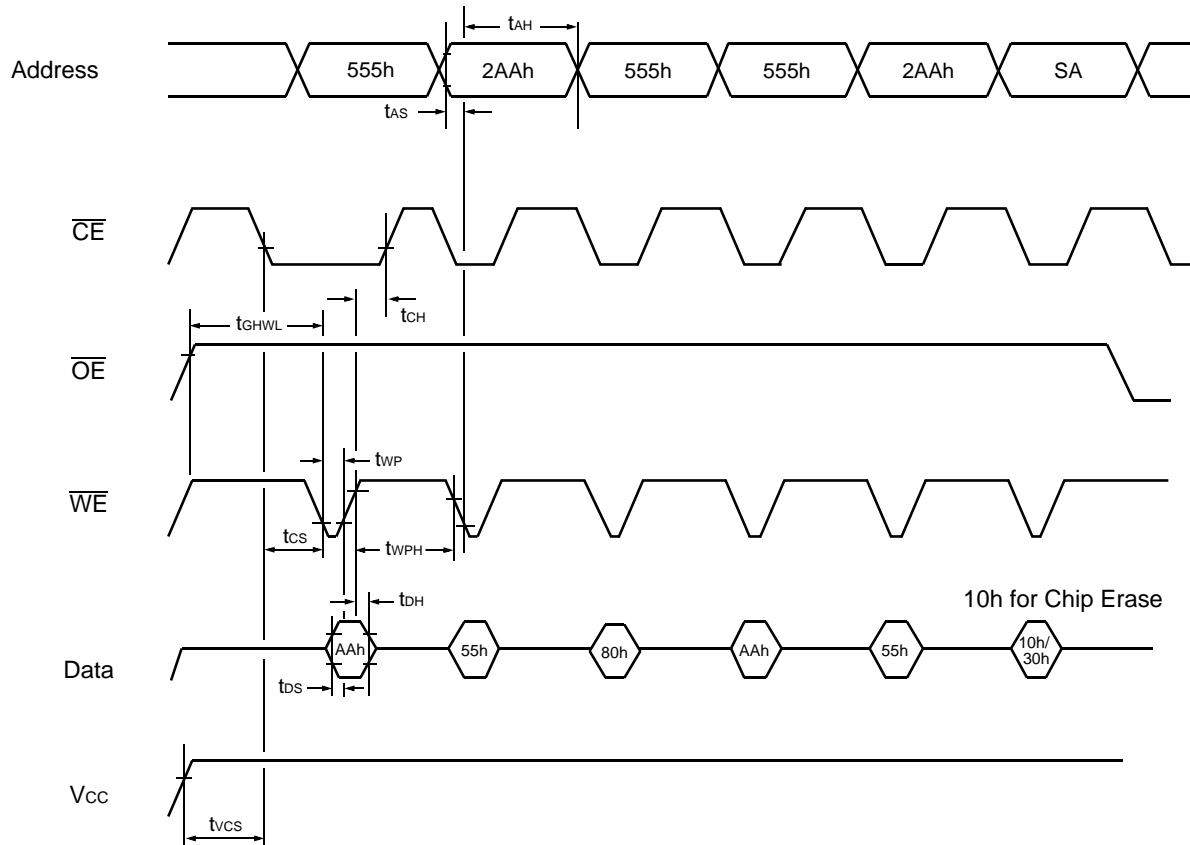 tAH
Address 555h 2AAh 555h 555h 2AAh SA
tAS
CE
tCH
tGHWL
OE
tWP
WE
tCS tWPH
tDH
10h for Chip Erase
Data AAh 55h 80h AAh 55h 10h/
30h
tDS
VCC
tVCS